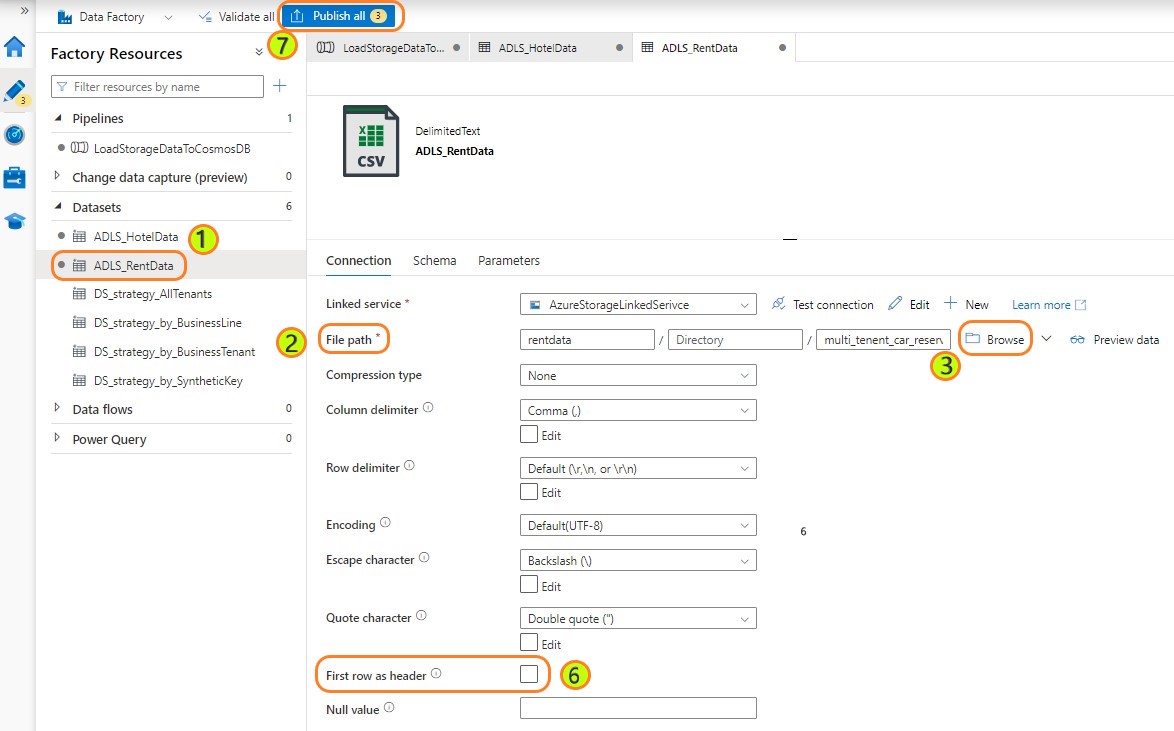 Data Factory
Validate all
Publish all 3
7
Factory Resources
LoadStorageDataTo...
ADLS_HotelData
ADLS_RentData
Filter resources by name
3
Pipelines 1
LoadStorageDataToCosmosDB
Change data capture (preview) 0
Datasets 6
ADLS_HotelData
1
ADLS_RentData
DS_strategy_AllTenants
DS_strategy_by_BusinessLine
DS_strategy_by_BusinessTenant
DS_strategy_by_SyntheticKey
Data flows 0
Power Query 0
CSV
DelimitedText
ADLS_RentData
Connection Schema Parameters
Linked service * AzureStorageLinkedSerivce Test connection Edit New Learn more
2 File path * rentdata / Directory / multi_tenent_car_reserv Browse Preview data
3
Compression type None
Column delimiter Comma (,)
Edit
Row delimiter Default (\r,\n, or \r\n)
Edit
Encoding Default(UTF-8)
6
Escape character Backslash (\)
Edit
Quote character Double quote (")
Edit
First row as header 6
Null value